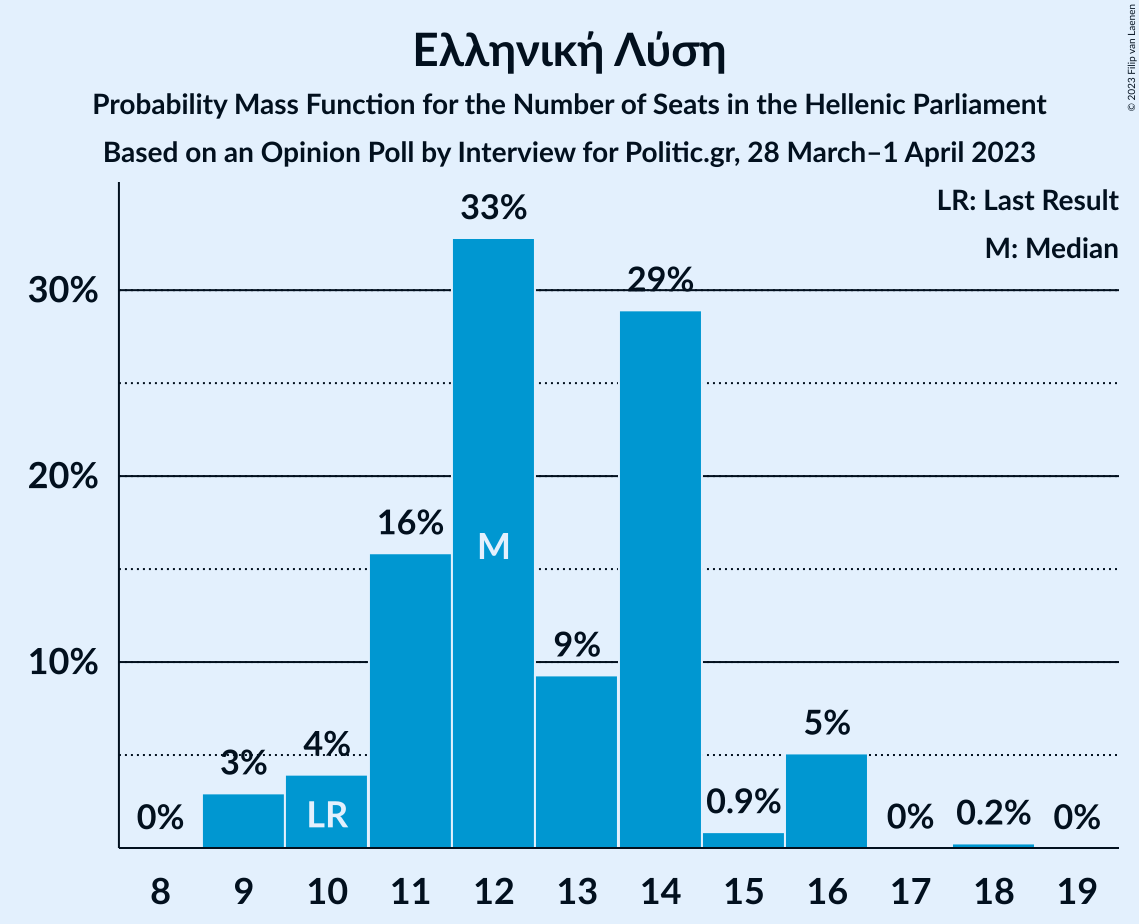 Ελληνική Λύση
Probability Mass Function for the Number of Seats in the Hellenic Parliament
Based on an Opinion Poll by Interview for Politic.gr, 28 March–1 April 2023
© 2023 Filip van Laenen
LR: Last Result
M: Median
33%
29%
30%
20%
16%
M
9%
10%
5%
4%
3%
0.9%
0.2%
0%
LR
0%
0%
8 9 10 11 12 13 14 15 16 17 18 19